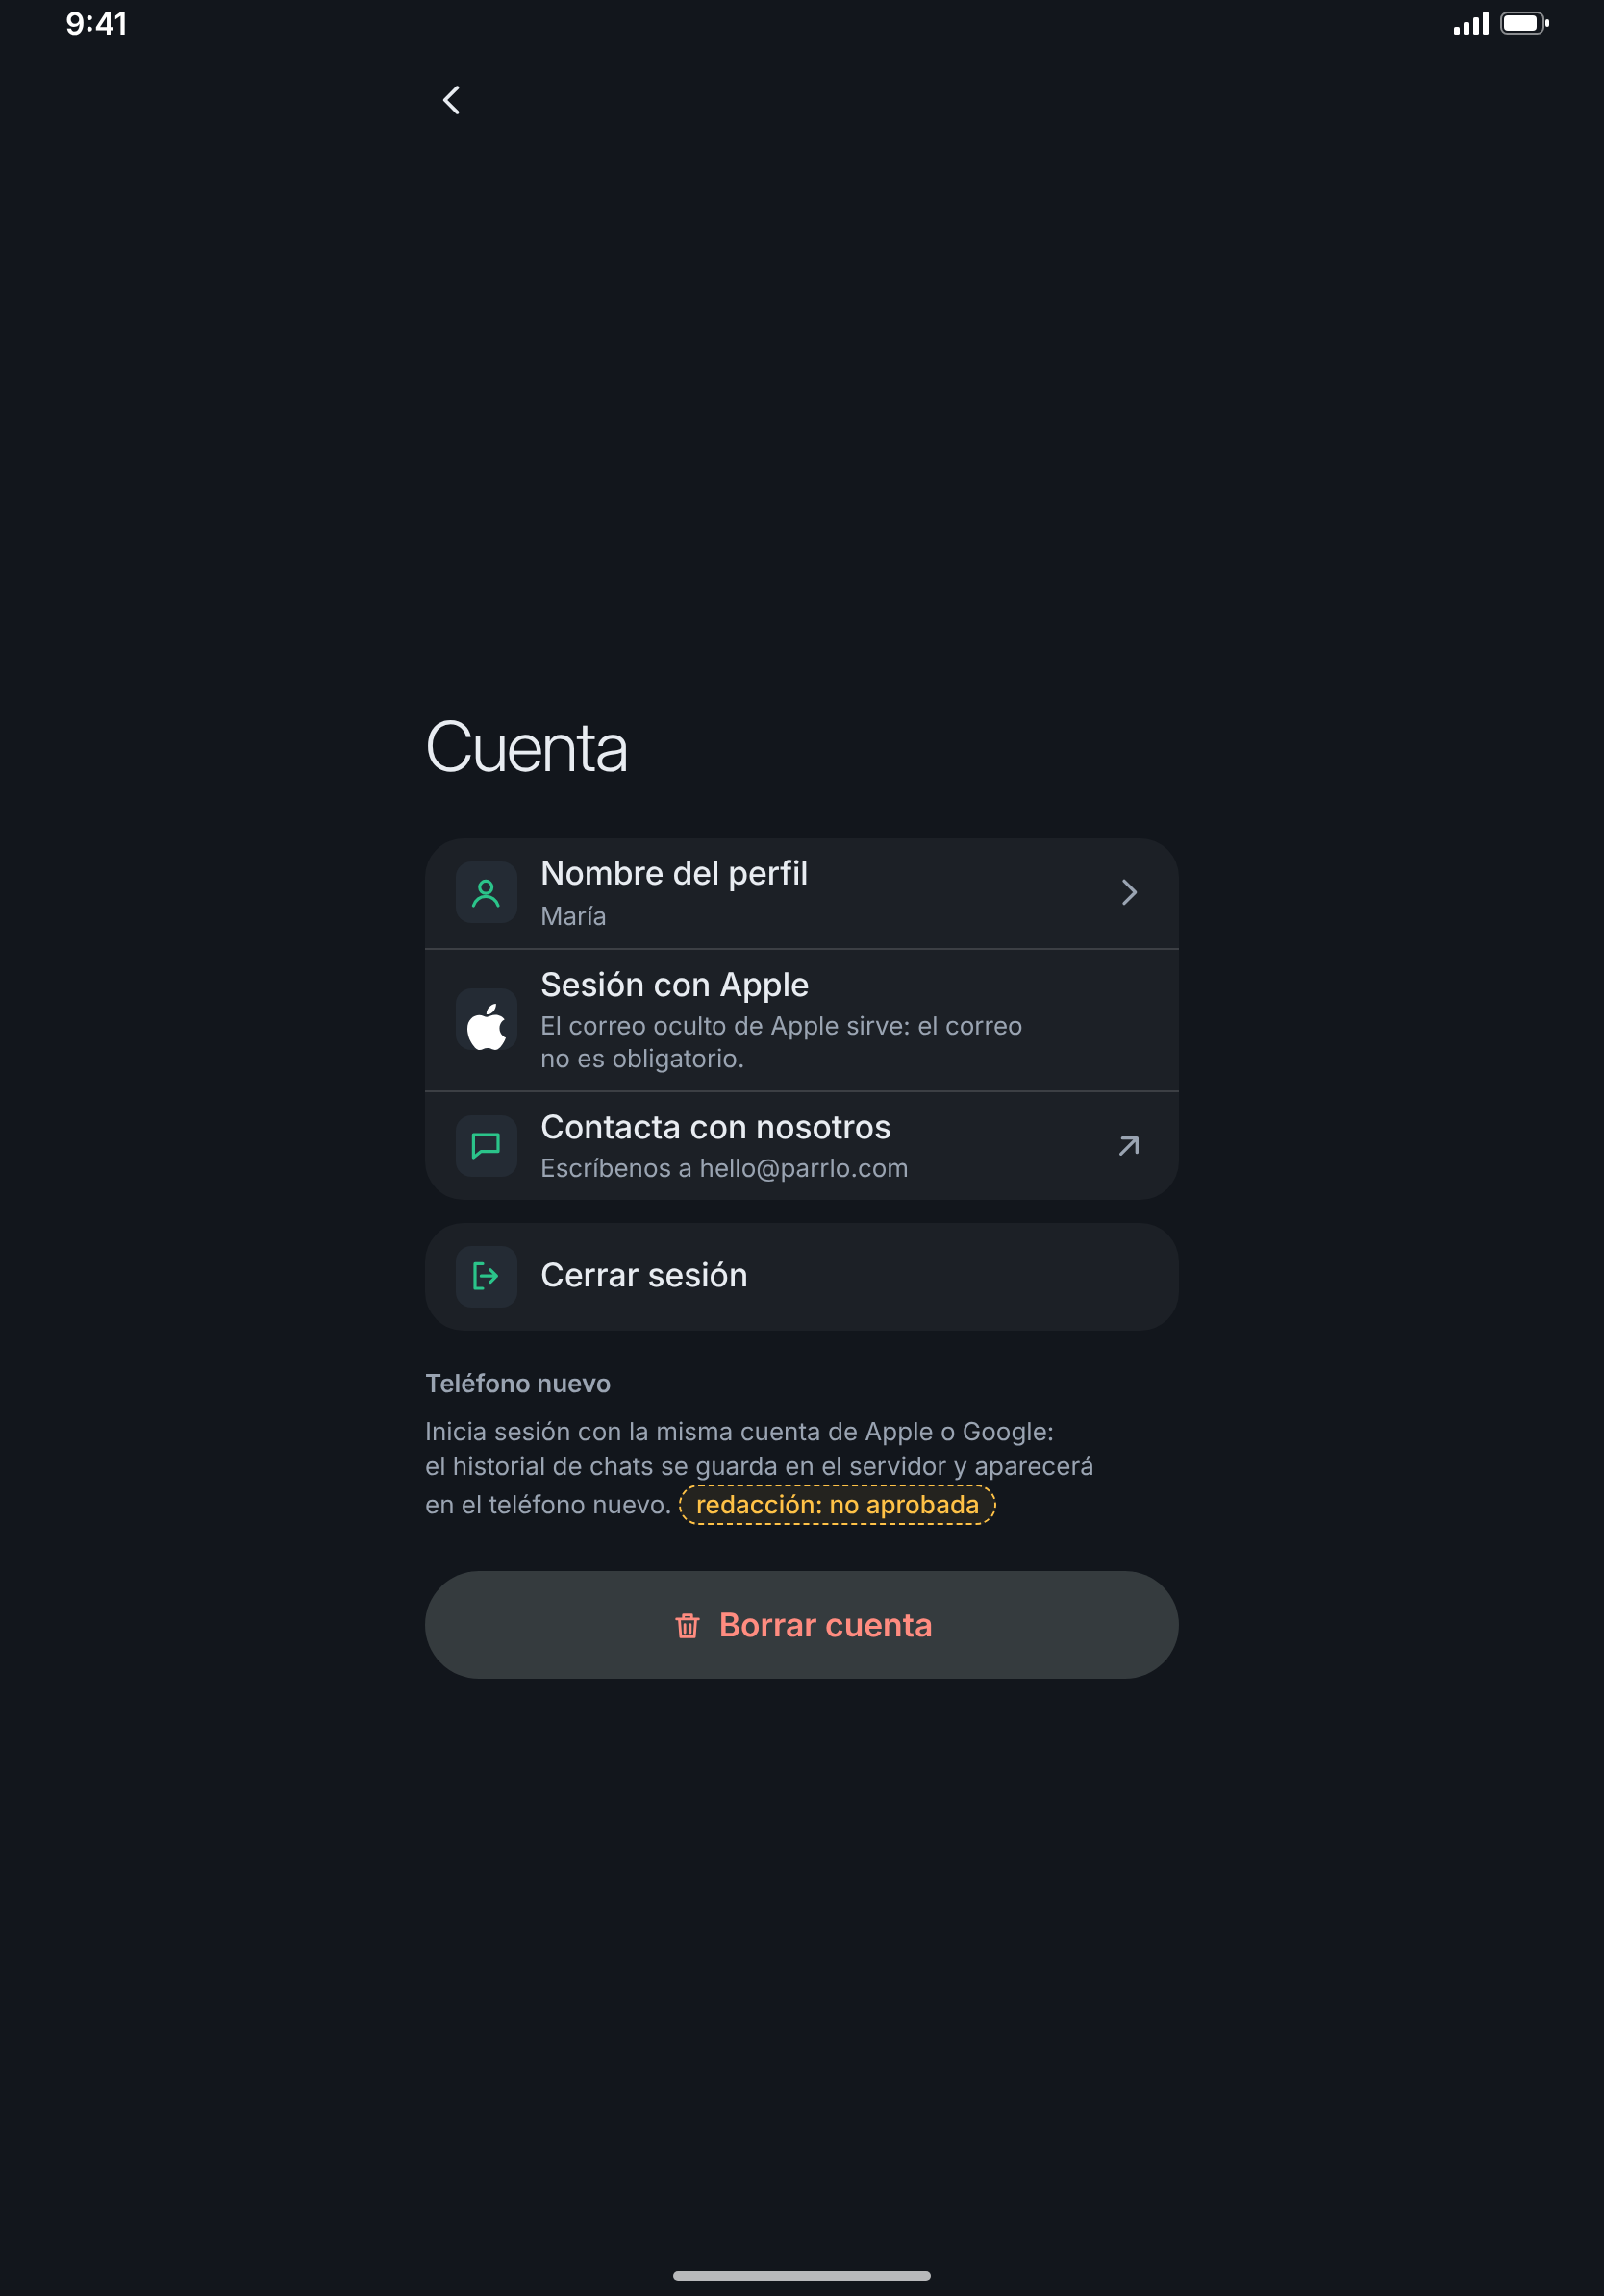 9:41
Cuenta
Nombre del perfil
María
Sesión con Apple
El correo oculto de Apple sirve: el correo
no es obligatorio.
Contacta con nosotros
Escríbenos a hello@parrlo.com
Cerrar sesión
Teléfono nuevo
Inicia sesión con la misma cuenta de Apple o Google:
el historial de chats se guarda en el servidor y aparecerá
en el teléfono nuevo. redacción: no aprobada
Borrar cuenta